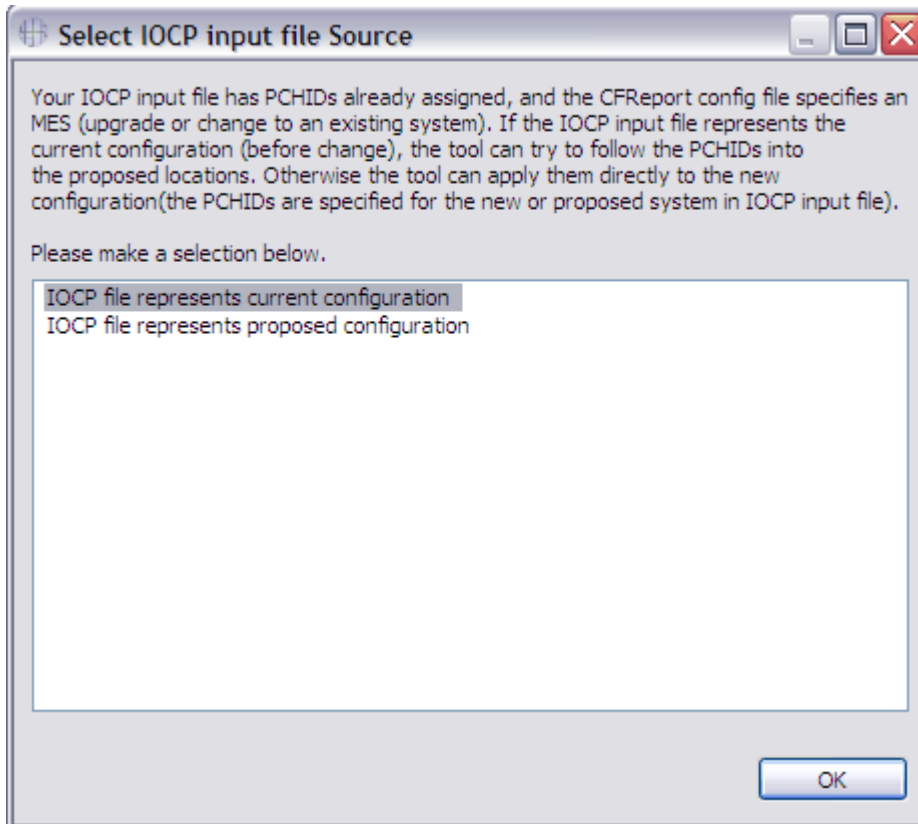 Select IOCP input file Source
Your IOCP input file has PCHIDs already assigned, and the CFReport config file specifies an
MES (upgrade or change to an existing system). If the IOCP input file represents the
current configuration (before change), the tool can try to follow the PCHIDs into
the proposed locations. Otherwise the tool can apply them directly to the new
configuration(the PCHIDs are specified for the new or proposed system in IOCP input file).
Please make a selection below.
IOCP file represents current configuration
IOCP file represents proposed configuration
OK